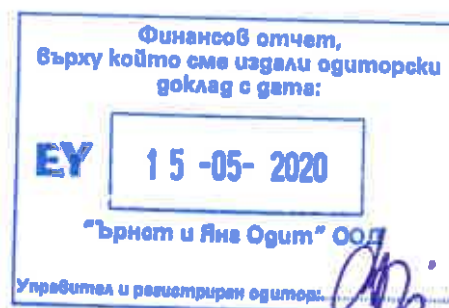 Финансов отчет,
върху който сме издали одиторски
доклад с дата:
EY
15 -05- 2020
"Ърнст и Янг Одит" ООД
Управител и регистриран одитор: